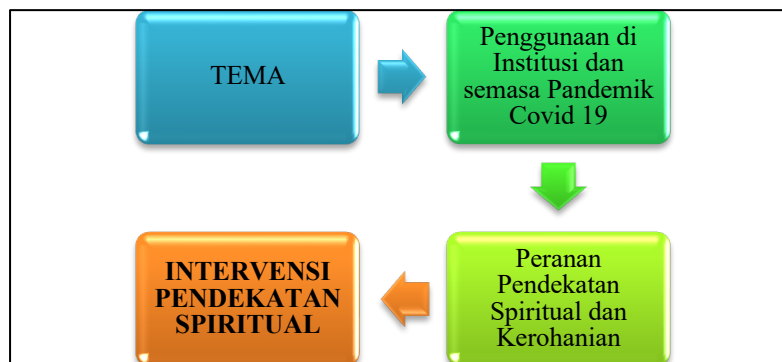 TEMA
Penggunaan di
Institusi dan
semasa Pandemik
Covid 19
Peranan
Pendekatan
Spiritual dan
Kerohanian
INTERVENSI
PENDEKATAN
SPIRITUAL